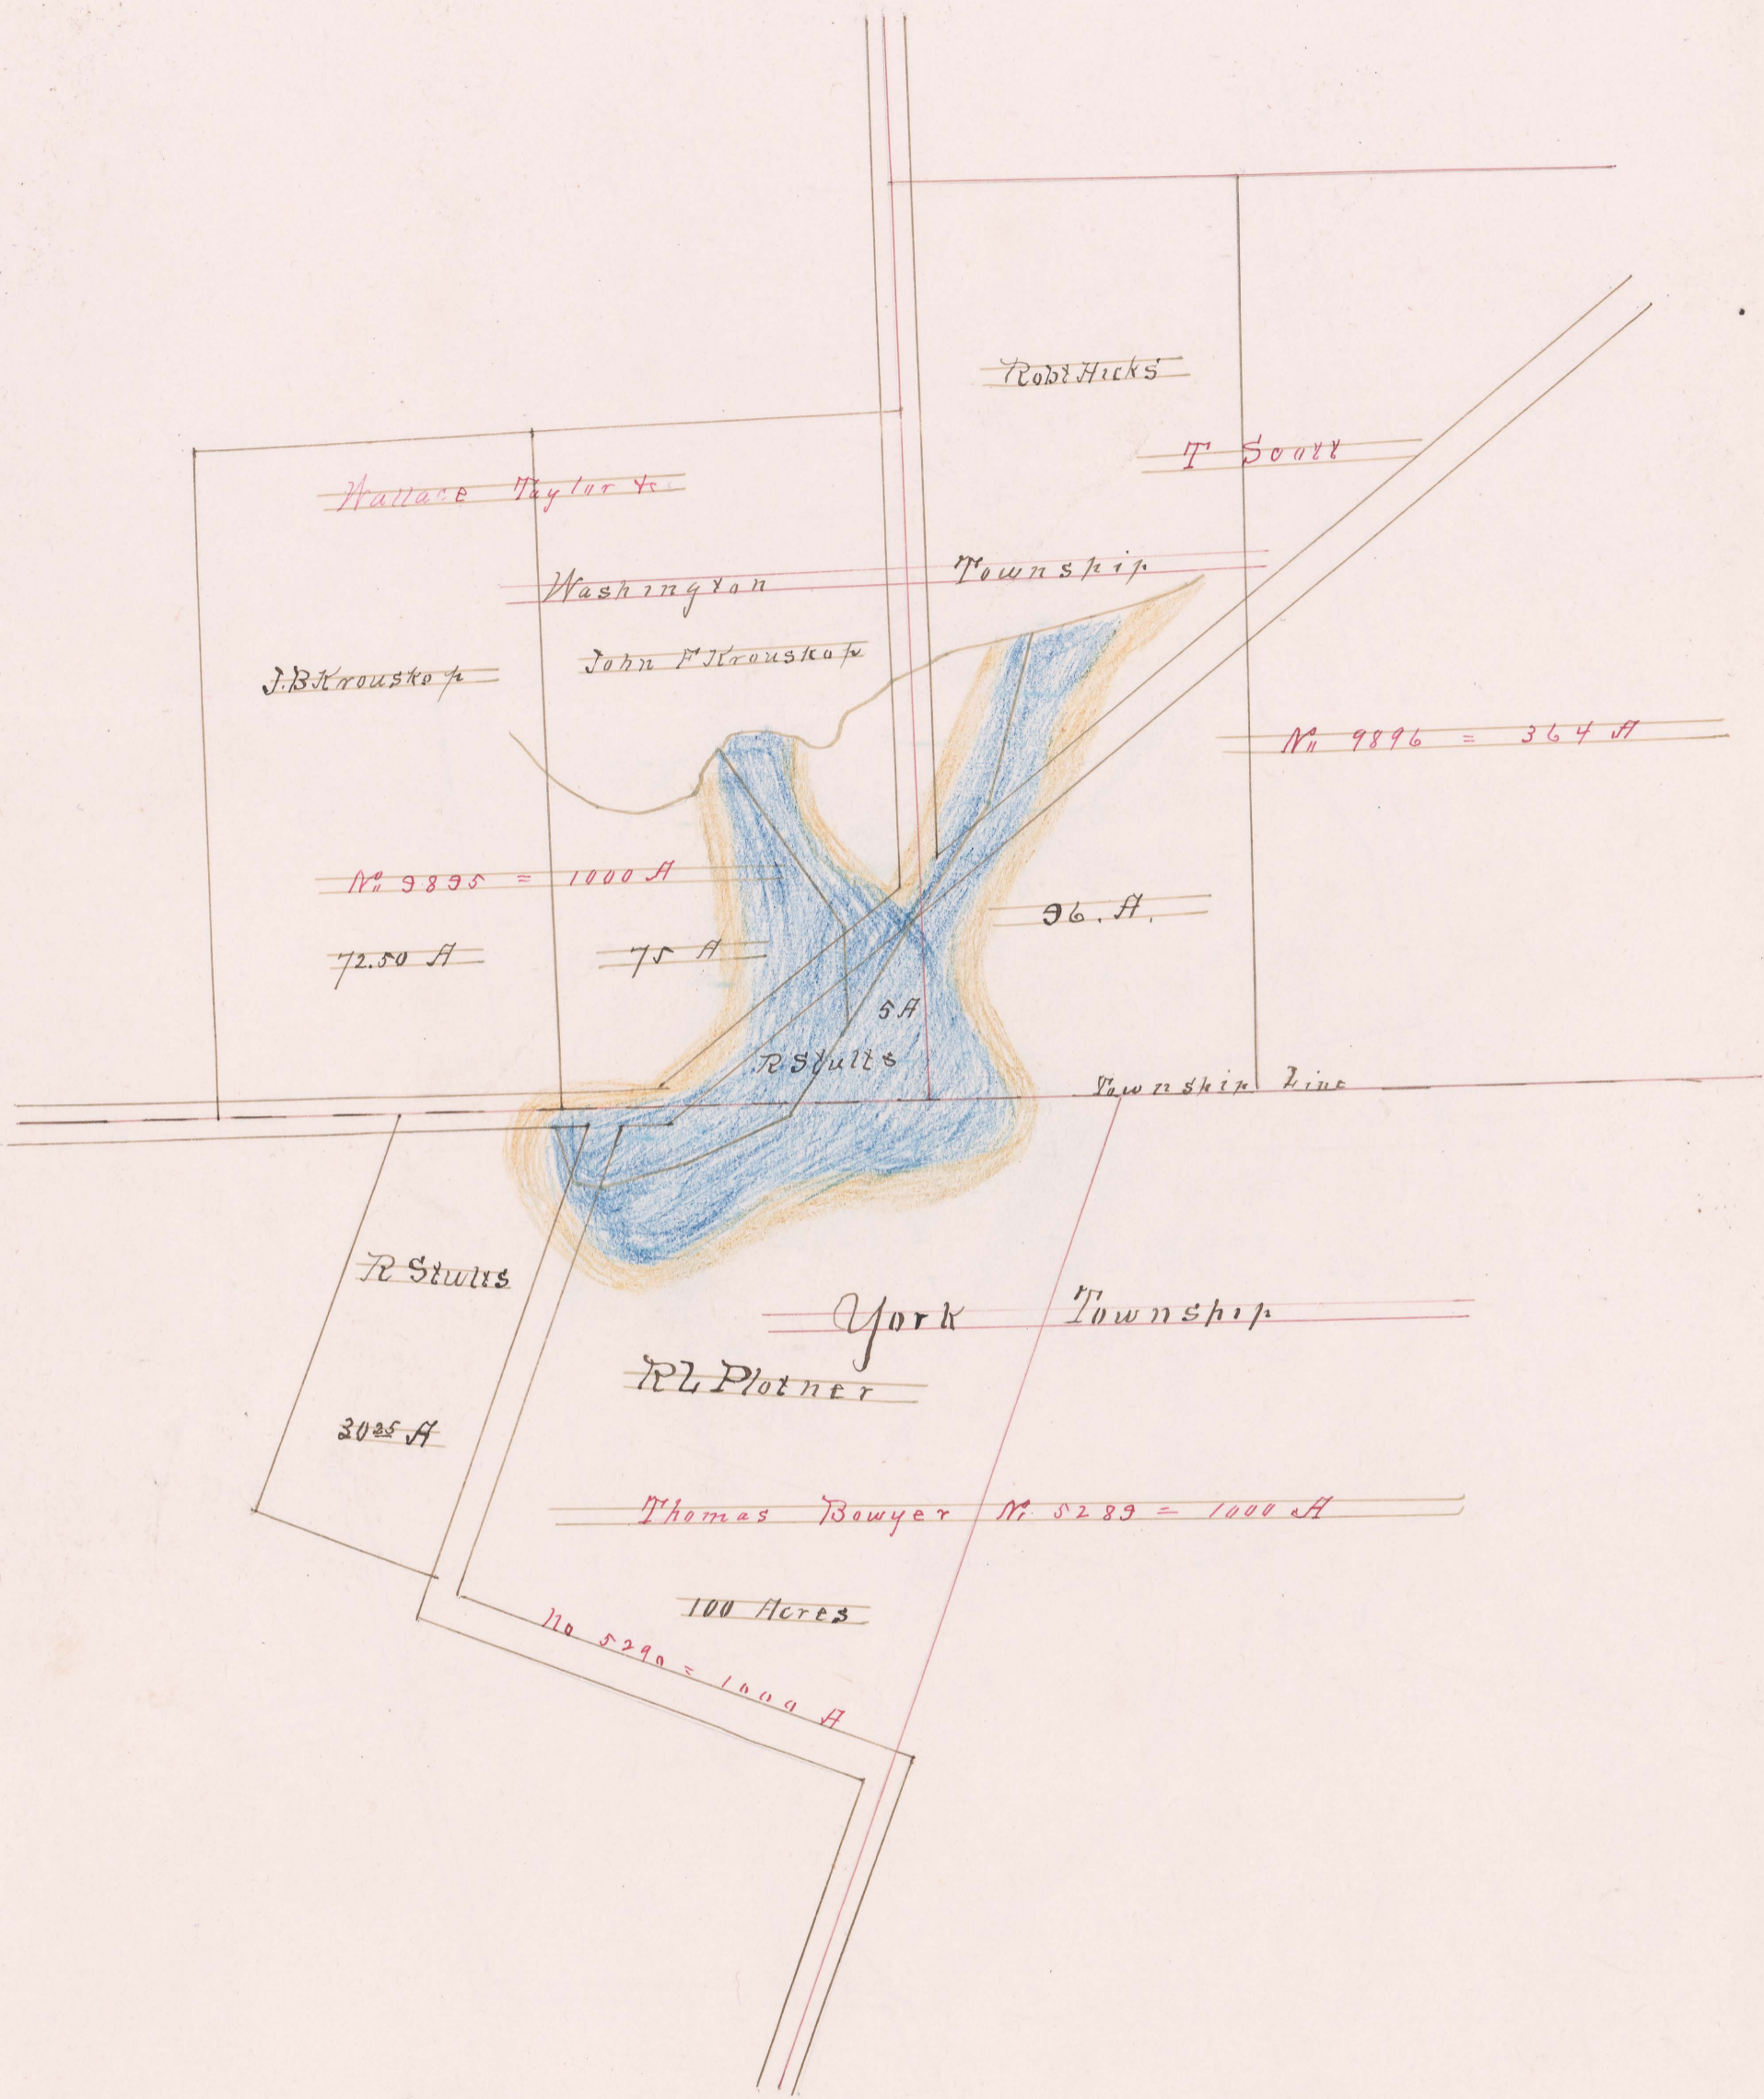 Robt Hicks
T Scott
Wallace Taylor &c
Washington Township
John F Krouskop
J.B Krouskop
No 9896 = 364 A
No 9895 = 1000 A
96. A.
72.50 A
75 A
5 A
R Stults
Township Line
R Stults
York Township
R L Plotner
30 25 A
Thomas Bowyer No. 5289 = 1000 A
100 Acres
No 5290 = 1000 A